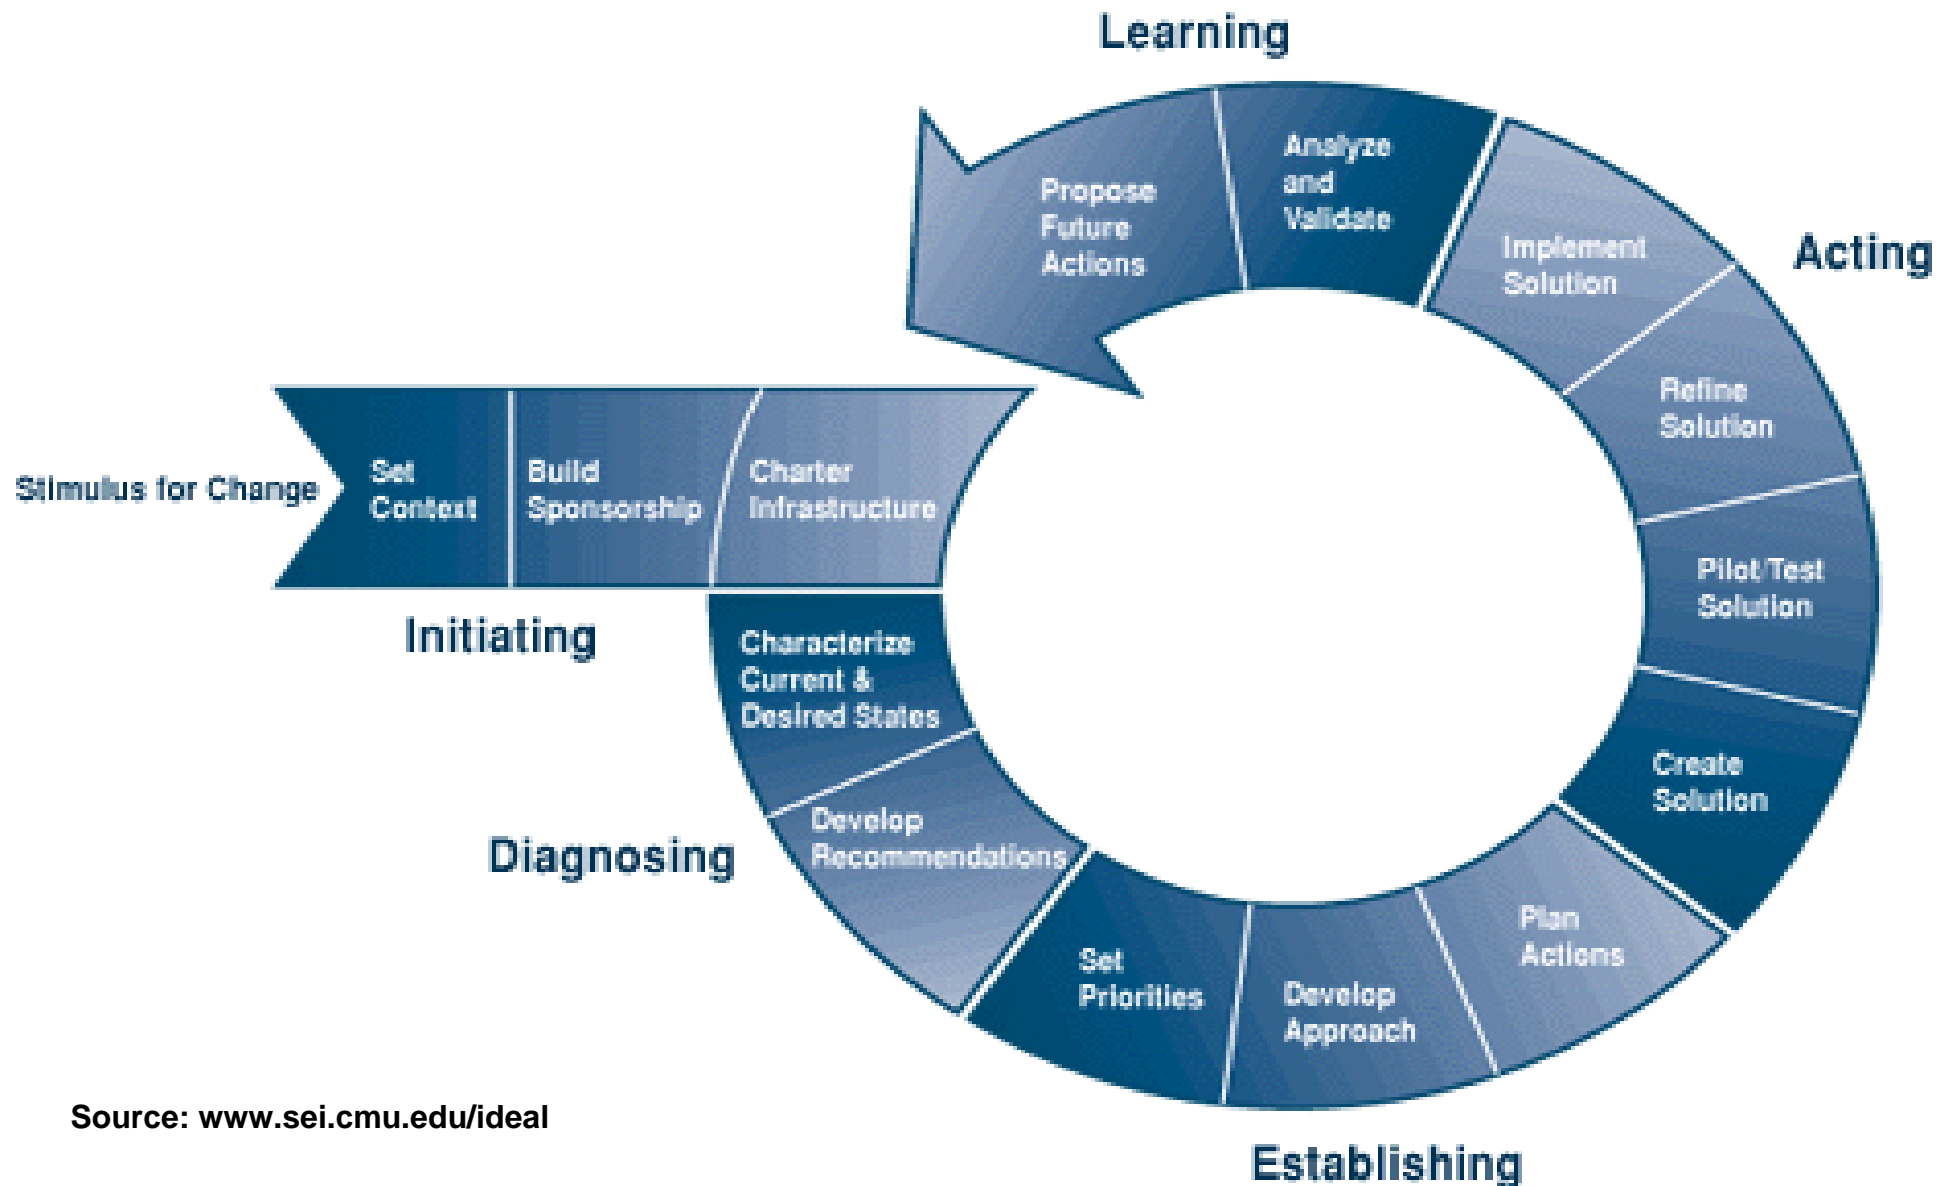 Learning
Analyze
and
Validate
Propose
Future
Actions
Implement
Solution
Acting
Refine
Solution
Stimulus for Change
Set
Context
Build
Sponsorship
Charter
Infrastructure
Pilot/Test
Solution
Initiating
Characterize
Current &
Desired States
Create
Solution
Develop
Recommendations
Diagnosing
Plan
Actions
Set
Priorities
Develop
Approach
Source: www.sei.cmu.edu/ideal
Establishing